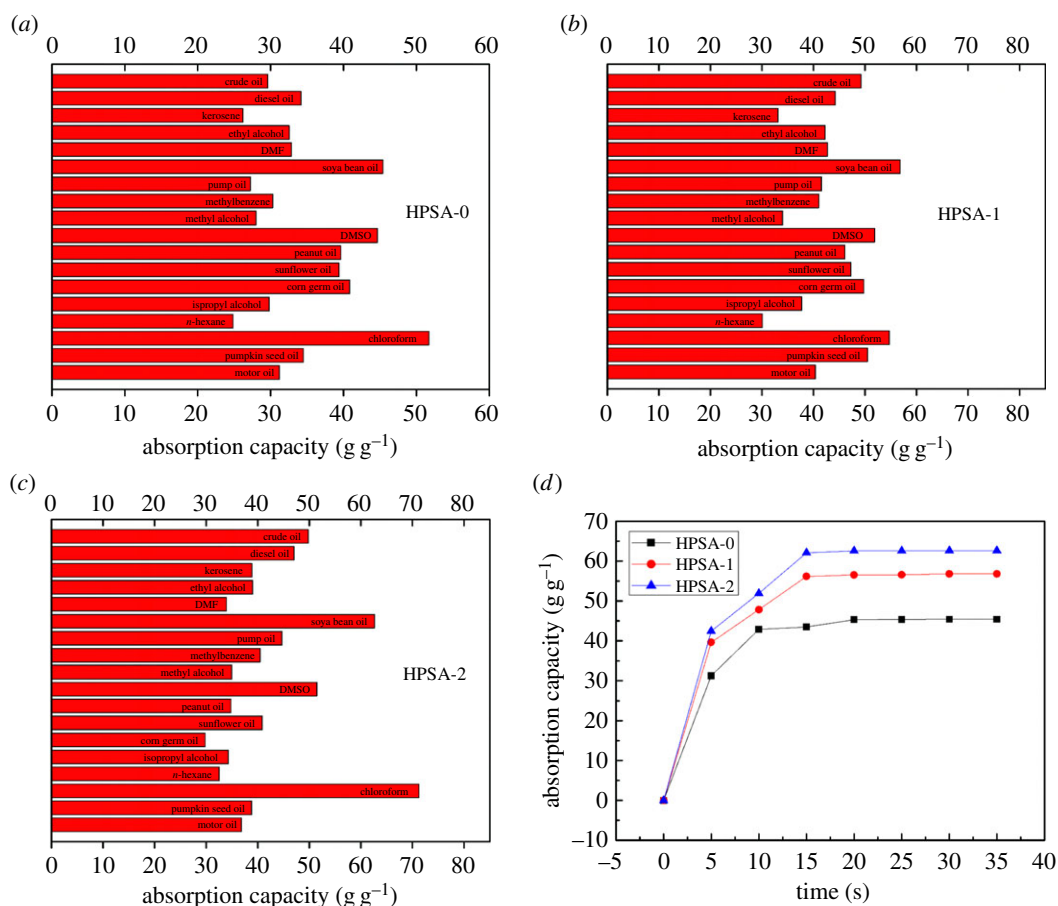 (a)
0 10 20 30 40 50 60
crude oil
diesel oil
kerosene
ethyl alcohol
DMF
soya bean oil
pump oil
methylbenzene
methyl alcohol
DMSO
peanut oil
sunflower oil
corn germ oil
ispropyl alcohol
n-hexane
chloroform
pumpkin seed oil
motor oil
HPSA-0
0 10 20 30 40 50 60
absorption capacity (g g⁻¹)
(b)
0 10 20 30 40 50 60 70 80
crude oil
diesel oil
kerosene
ethyl alcohol
DMF
soya bean oil
pump oil
methylbenzene
methyl alcohol
DMSO
peanut oil
sunflower oil
corn germ oil
ispropyl alcohol
n-hexane
chloroform
pumpkin seed oil
motor oil
HPSA-1
0 10 20 30 40 50 60 70 80
absorption capacity (g g⁻¹)
(c)
0 10 20 30 40 50 60 70 80
crude oil
diesel oil
kerosene
ethyl alcohol
DMF
soya bean oil
pump oil
methylbenzene
methyl alcohol
DMSO
peanut oil
sunflower oil
corn germ oil
isopropyl alcohol
n-hexane
chloroform
pumpkin seed oil
motor oil
HPSA-2
0 10 20 30 40 50 60 70 80
absorption capacity (g g⁻¹)
(d)
70
60
50
40
30
20
10
0
−10
absorption capacity (g g⁻¹)
HPSA-0
HPSA-1
HPSA-2
−5 0 5 10 15 20 25 30 35 40
time (s)